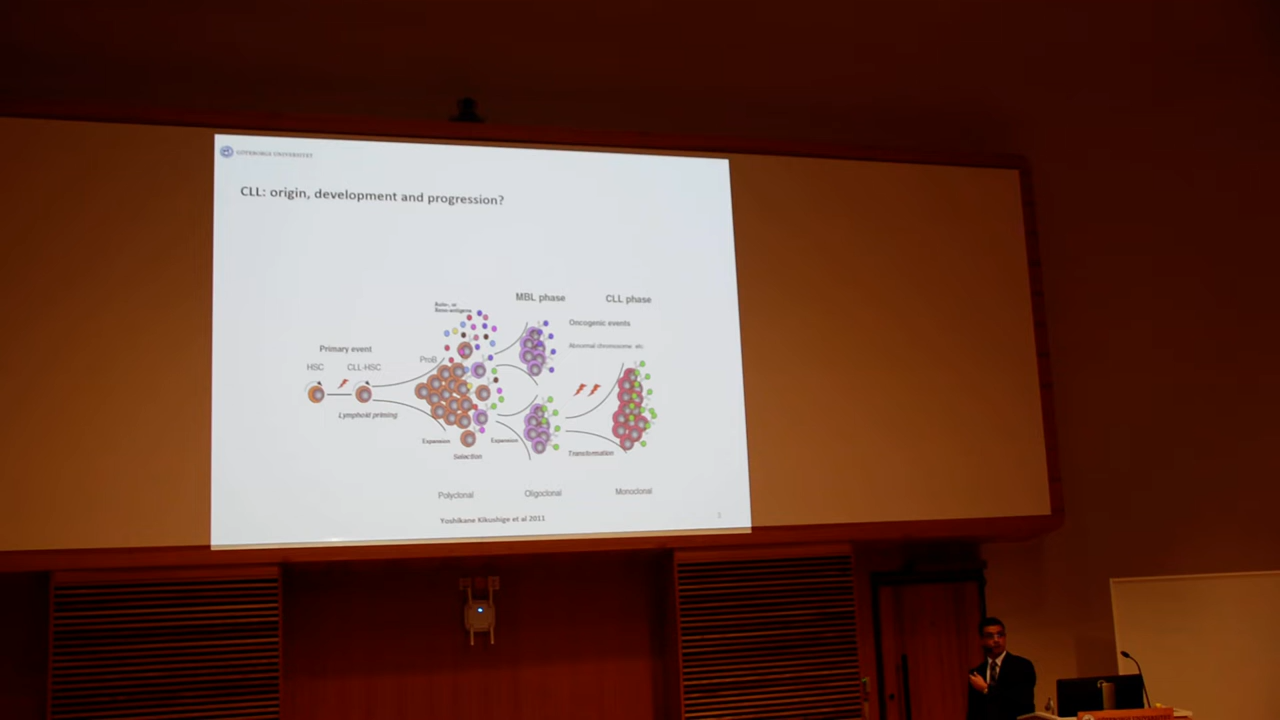 GÖTEBORGS UNIVERSITET
CLL: origin, development and progression?
MBL phase
CLL phase
Auto-, or
Xeno-antigens
Oncogenic events
Abnormal chromosome etc.
Primary event
HSC
CLL-HSC
ProB
Lymphoid priming
Expansion
Expansion
Selection
Transformation
Polyclonal
Oligoclonal
Monoclonal
Yoshikane Kikushige et al 2011